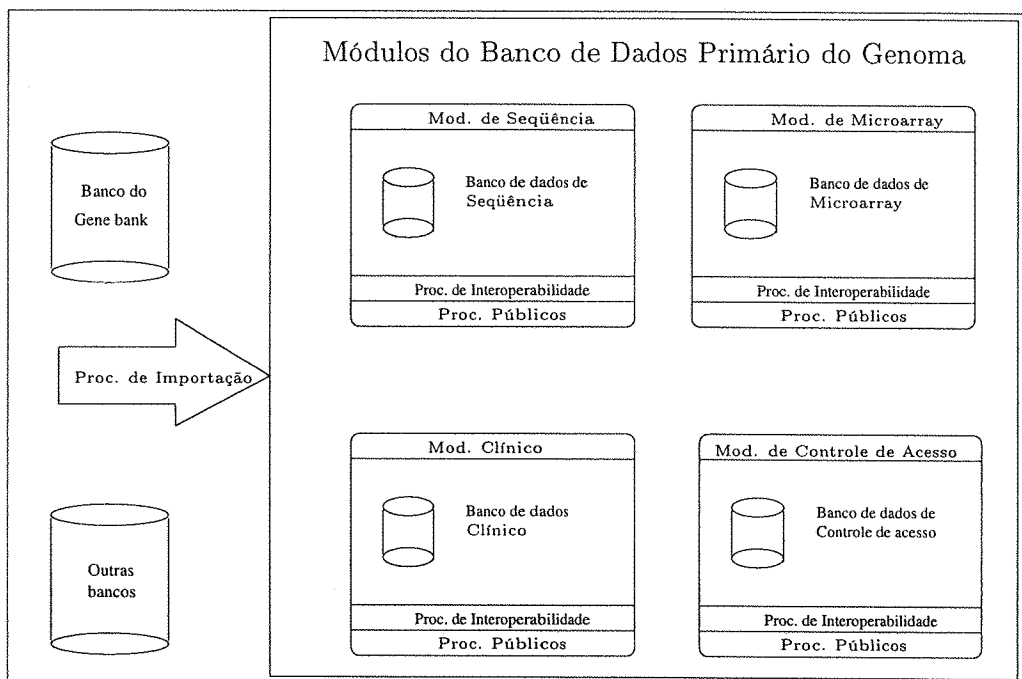 Módulos do Banco de Dados Primário do Genoma
Banco do
Gene bank
Proc. de Importação
Outras
bancos
Mod. de Seqüência
Banco de dados de
Seqüência
Proc. de Interoperabilidade
Proc. Públicos
Mod. de Microarray
Banco de dados de
Microarray
Proc. de Interoperabilidade
Proc. Públicos
Mod. Clínico
Banco de dados
Clínico
Proc. de Interoperabilidade
Proc. Públicos
Mod. de Controle de Acesso
Banco de dados de
Controle de acesso
Proc. de Interoperabilidade
Proc. Públicos